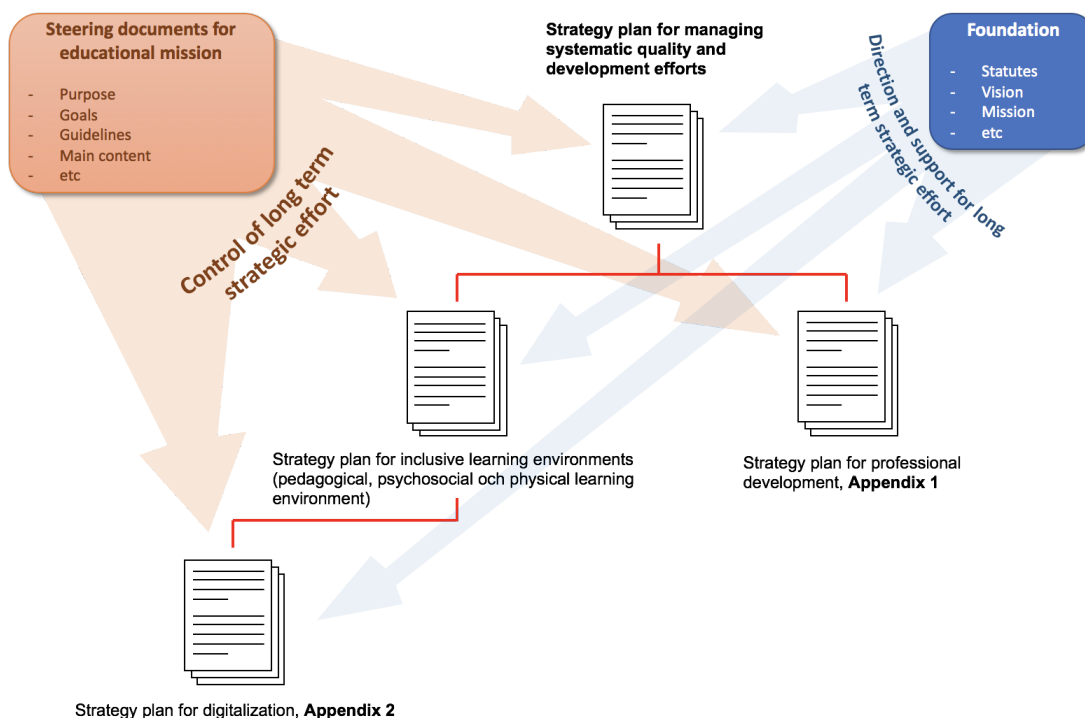 Steering documents for
educational mission
- Purpose
- Goals
- Guidelines
- Main content
- etc
Strategy plan for managing
systematic quality and
development efforts
Foundation
- Statutes
- Vision
- Mission
- etc
Control of long term
strategic effort
Direction and support for long
term strategic effort
Strategy plan for inclusive learning environments
(pedagogical, psychosocial och physical learning
environment)
Strategy plan for professional
development, Appendix 1
Strategy plan for digitalization, Appendix 2